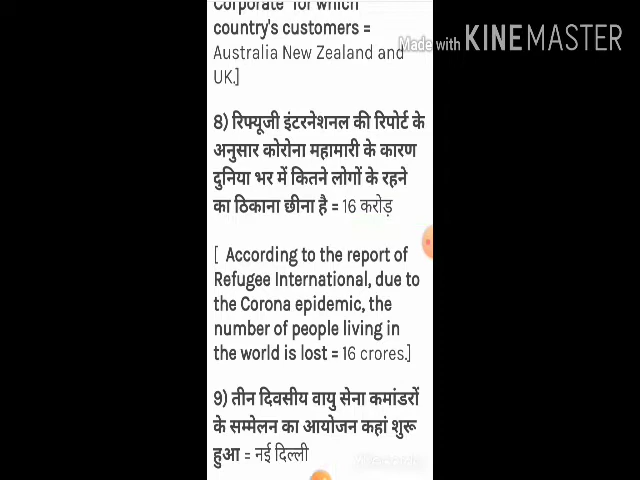 Corporate' for which
country's customers =
Australia New Zealand and
UK.]
Made with KINEMASTER
8) रिफ्यूजी इंटरनेशनल की रिपोर्ट के
अनुसार कोरोना महामारी के कारण
दुनिया भर में कितने लोगों के रहने
का ठिकाना छीना है = 16 करोड़
[ According to the report of
Refugee International, due to
the Corona epidemic, the
number of people living in
the world is lost = 16 crores.]
9) तीन दिवसीय वायु सेना कमांडरों
के सम्मेलन का आयोजन कहां शुरू
हुआ = नई दिल्ली